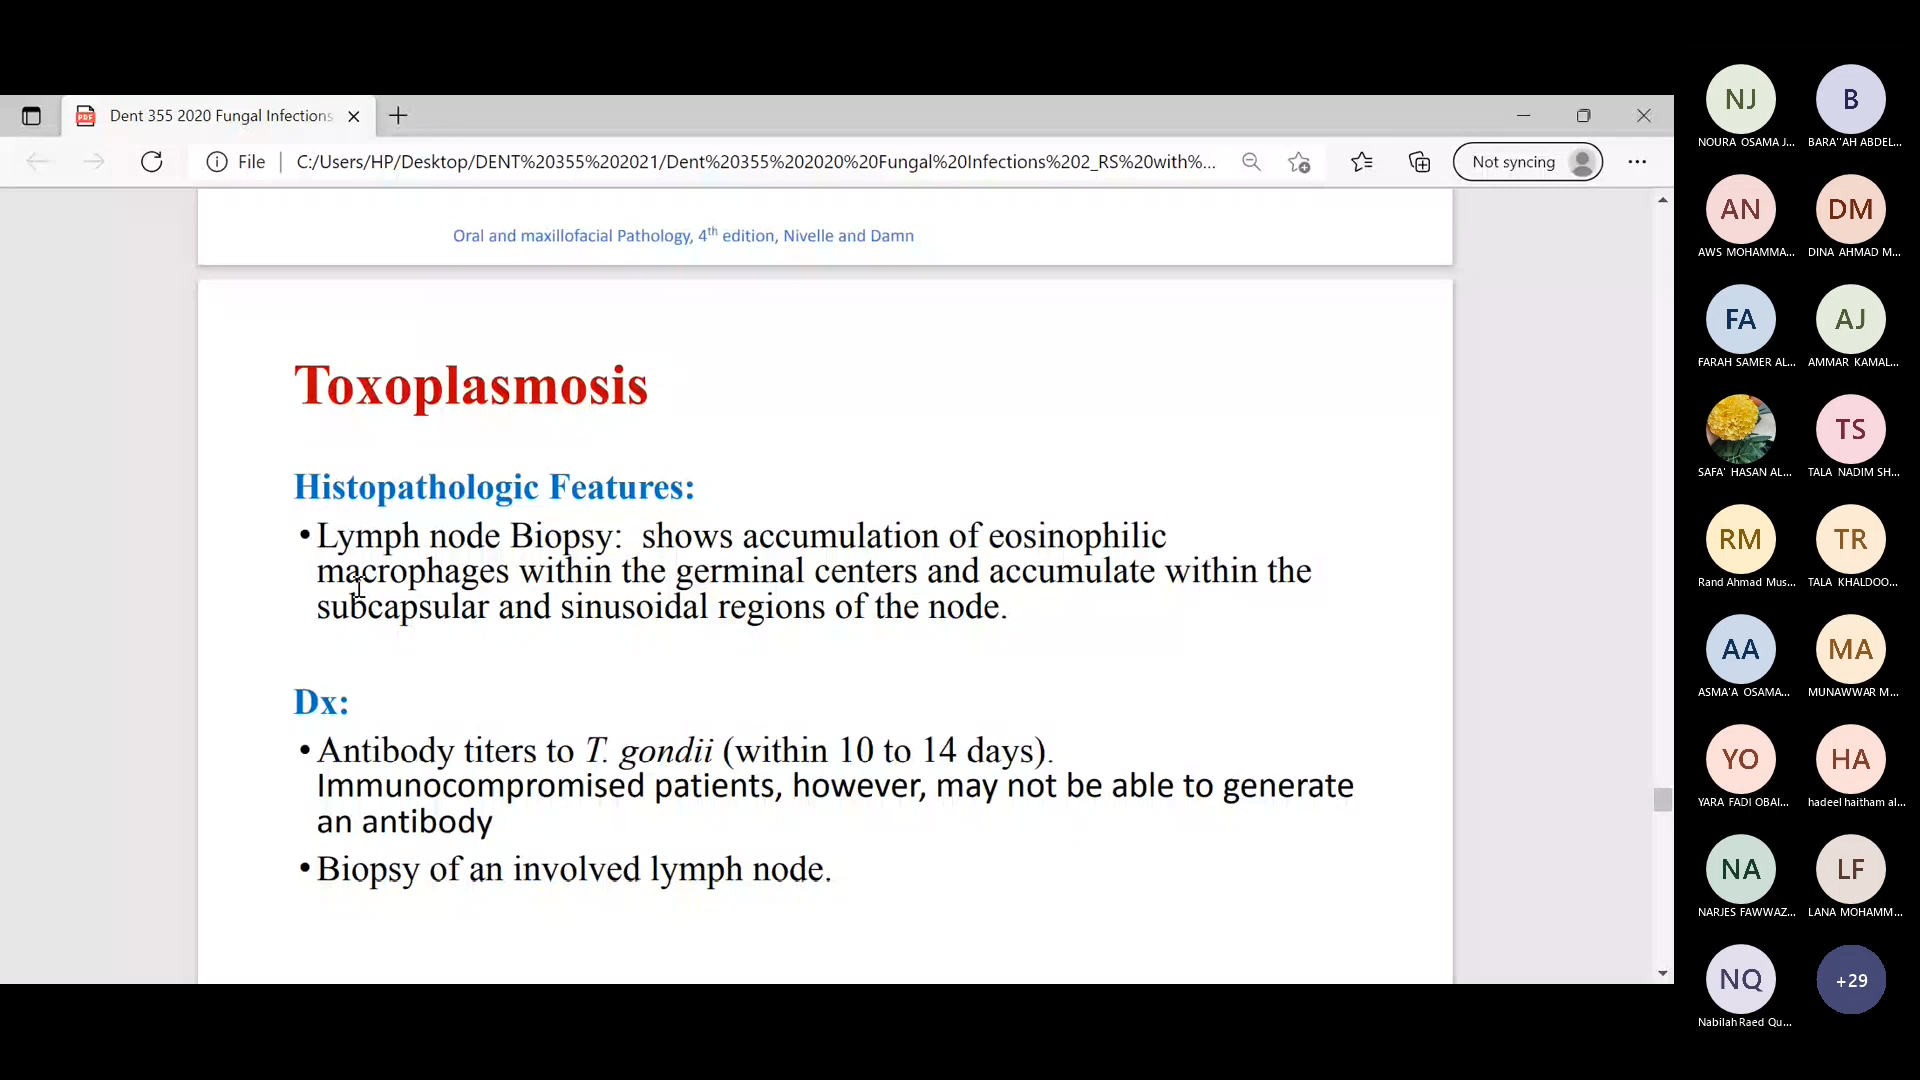 Dent 355 2020 Fungal Infections
File
C:/Users/HP/Desktop/DENT%20355%202021/Dent%20355%202020%20Fungal%20Infections%202_RS%20with%...
Not syncing
Oral and maxillofacial Pathology, 4th edition, Nivelle and Damn
Toxoplasmosis
Histopathologic Features:
• Lymph node Biopsy: shows accumulation of eosinophilic
macrophages within the germinal centers and accumulate within the
subcapsular and sinusoidal regions of the node.
Dx:
• Antibody titers to T. gondii (within 10 to 14 days).
Immunocompromised patients, however, may not be able to generate
an antibody
• Biopsy of an involved lymph node.
NJ B
NOURA OSAMA J... BARA''AH ABDEL...
AN DM
AWS MOHAMMA... DINA AHMAD M...
FA AJ
FARAH SAMER AL... AMMAR KAMAL...
TS
SAFA' HASAN AL... TALA NADIM SH...
RM TR
Rand Ahmad Mus... TALA KHALDOO...
AA MA
ASMA'A OSAMA... MUNAWWAR M...
YO HA
YARA FADI OBAI... hadeel haitham al...
NA LF
NARJES FAWWAZ... LANA MOHAMM...
NQ +29
Nabilah Raed Qu...